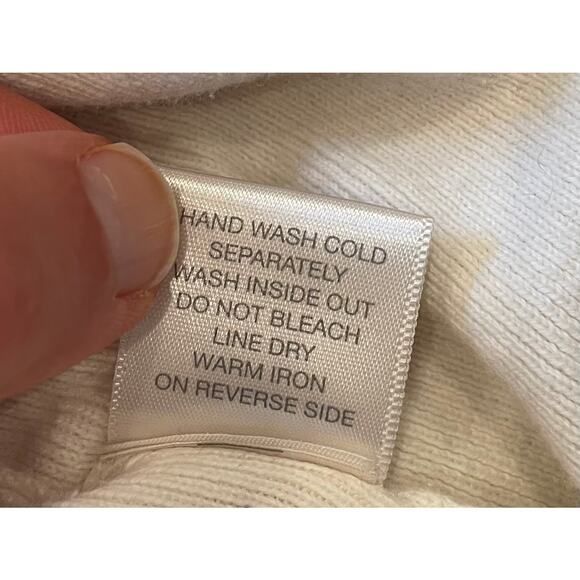 HAND WASH COLD
SEPARATELY
WASH INSIDE OUT
DO NOT BLEACH
LINE DRY
WARM IRON
ON REVERSE SIDE